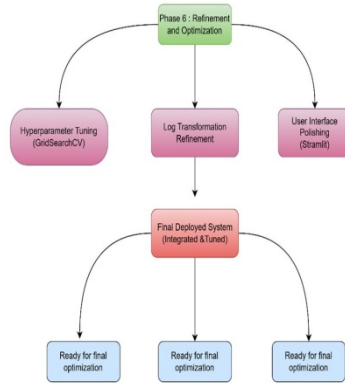 Phase 6 : Refinement
and Optimization
Hyperparameter Tuning
(GridSearchCV)
Log Transformation
Refinement
User Interface
Polishing
(Stramlit)
Final Deployed System
(Integrated &Tuned)
Ready for final
optimization
Ready for final
optimization
Ready for final
optimization